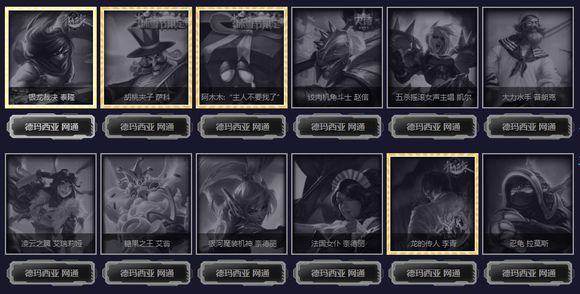 银龙裁决 泰隆
胡桃夹子 萨科
阿木木:"主人不要我了"
铰肉机角斗士 赵信
五杀摇滚女声主唱 凯尔
大力水手 普朗克
德玛西亚 网通
德玛西亚 网通
德玛西亚 网通
德玛西亚 网通
德玛西亚 网通
德玛西亚 网通
凌云之翼 艾瑞莉娅
糖果之王 艾翁
银河魔装机神 奈德丽
法国女仆 奈德丽
龙的传人 李青
忍龟 拉莫斯
德玛西亚 网通
德玛西亚 网通
德玛西亚 网通
德玛西亚 网通
德玛西亚 网通
德玛西亚 网通